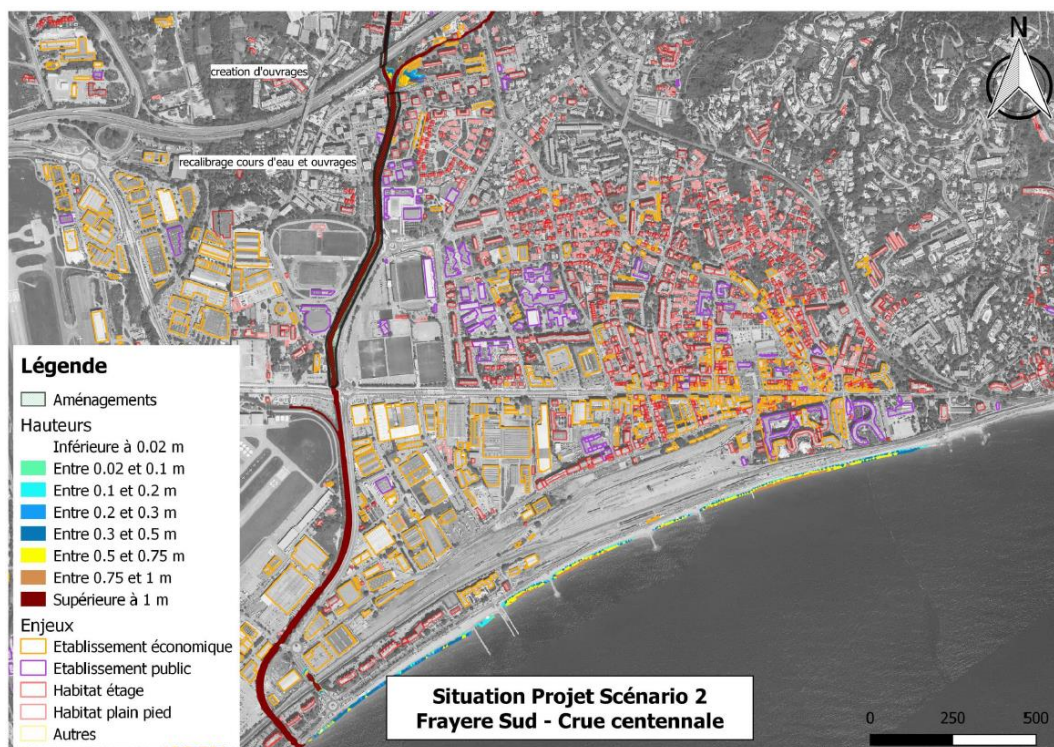 N
creation d'ouvrages
recalibrage cours d'eau et ouvrages
Légende
Aménagements
Hauteurs
Inférieure à 0.02 m
Entre 0.02 et 0.1 m
Entre 0.1 et 0.2 m
Entre 0.2 et 0.3 m
Entre 0.3 et 0.5 m
Entre 0.5 et 0.75 m
Entre 0.75 et 1 m
Supérieure à 1 m
Enjeux
Etablissement économique
Etablissement public
Habitat étage
Habitat plain pied
Autres
Situation Projet Scénario 2
Frayere Sud - Crue centennale
0 250 500